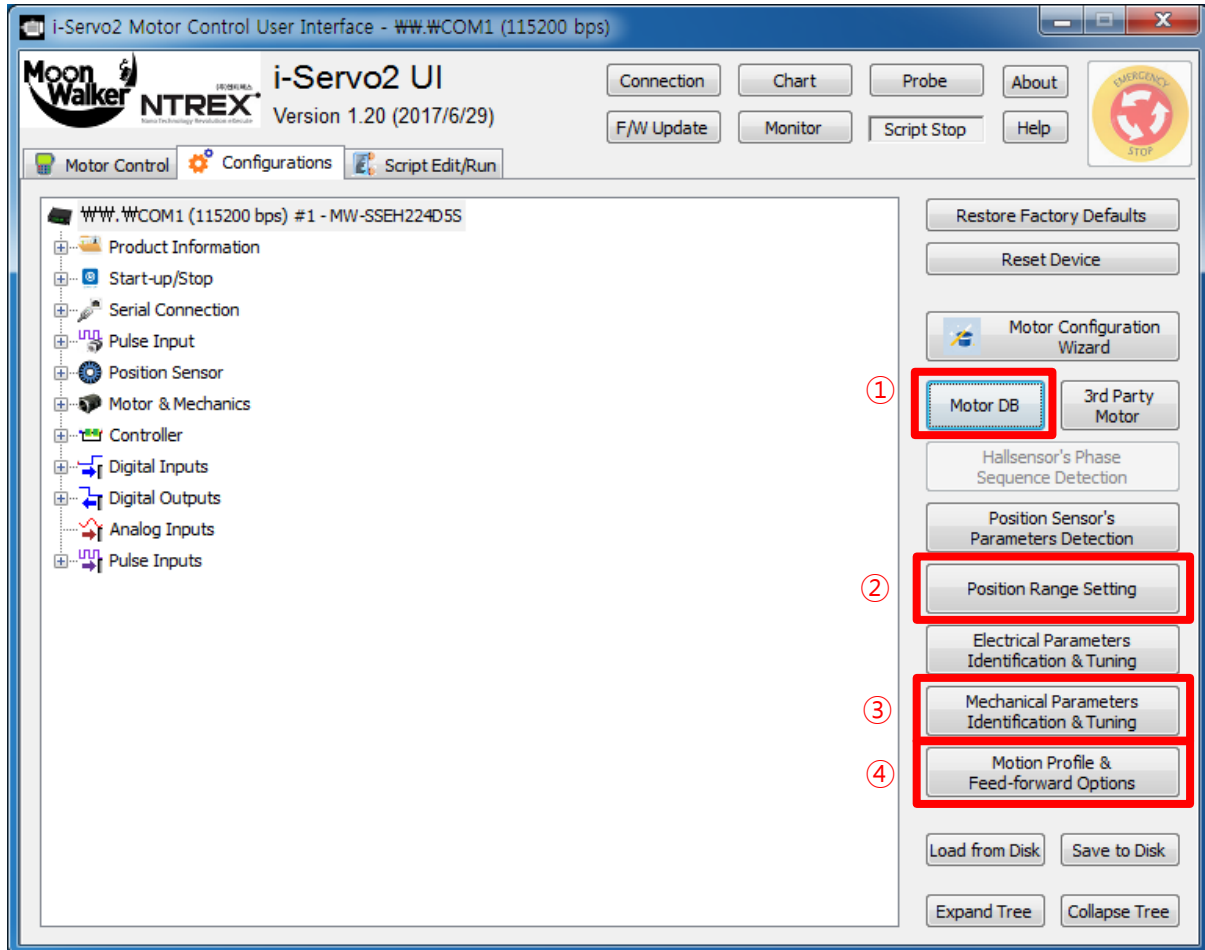 i-Servo2 Motor Control User Interface - ₩₩.₩COM1 (115200 bps)
Moon Walker
NTREX
i-Servo2 UI
Version 1.20 (2017/6/29)
Connection
Chart
Probe
About
F/W Update
Monitor
Script Stop
Help
EMERGENCY
STOP
Motor Control
Configurations
Script Edit/Run
₩₩.₩COM1 (115200 bps) #1 - MW-SSEH224D5S
Product Information
Start-up/Stop
Serial Connection
Pulse Input
Position Sensor
Motor & Mechanics
Controller
Digital Inputs
Digital Outputs
Analog Inputs
Pulse Inputs
Restore Factory Defaults
Reset Device
Motor Configuration
Wizard
①
Motor DB
3rd Party
Motor
Hallsensor's Phase
Sequence Detection
Position Sensor's
Parameters Detection
②
Position Range Setting
Electrical Parameters
Identification & Tuning
③
Mechanical Parameters
Identification & Tuning
④
Motion Profile &
Feed-forward Options
Load from Disk
Save to Disk
Expand Tree
Collapse Tree